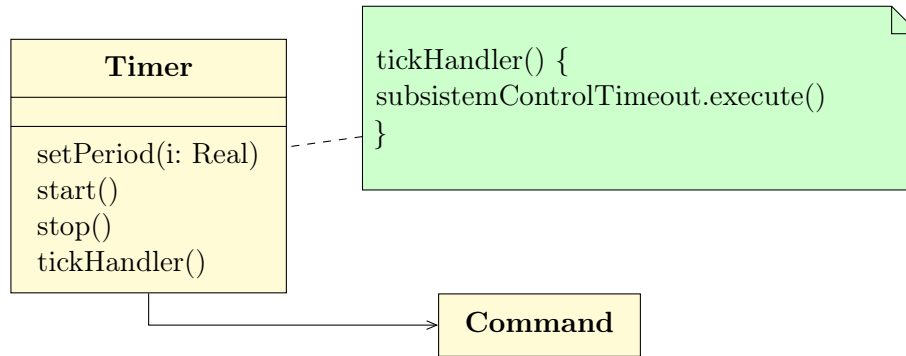 Timer
setPeriod(i: Real)
start()
stop()
tickHandler()
tickHandler() {
subsistemControlTimeout.execute()
}
Command